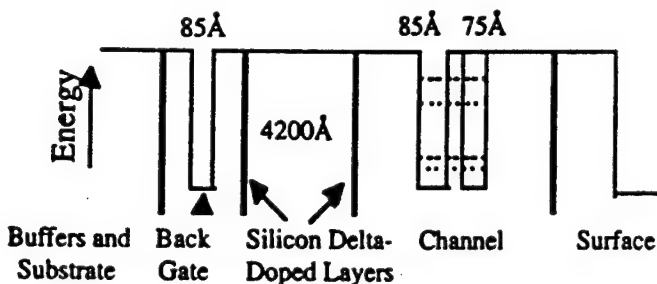 85Å 85Å 75Å
Energy
4200Å
Buffers and Back Silicon Delta- Channel Surface
Substrate Gate Doped Layers